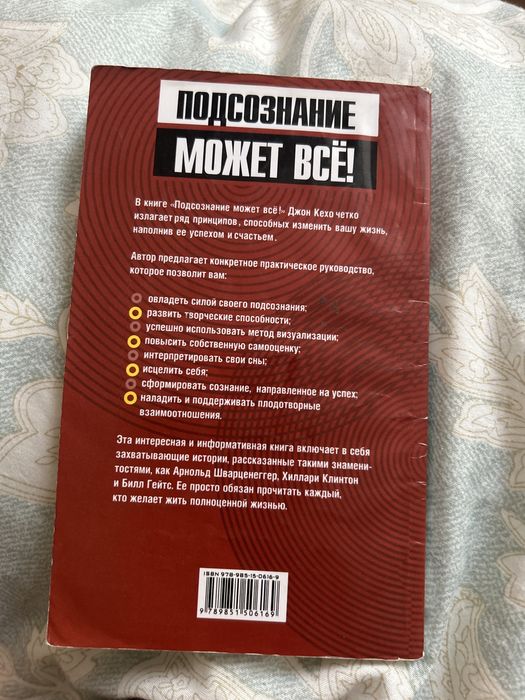 ПОДСОЗНАНИЕ
МОЖЕТ ВСЁ!
В книге «Подсознание может всё!» Джон Кехо четко
излагает ряд принципов, способных изменить вашу жизнь,
наполнив ее успехом и счастьем.
Автор предлагает конкретное практическое руководство,
которое позволит вам:
овладеть силой своего подсознания;
развить творческие способности;
успешно использовать метод визуализации;
повысить собственную самооценку;
интерпретировать свои сны;
исцелить себя;
сформировать сознание, направленное на успех;
наладить и поддерживать плодотворные
взаимоотношения.
Эта интересная и информативная книга включает в себя
захватывающие истории, рассказанные такими знамени-
тостями, как Арнольд Шварценеггер, Хиллари Клинтон
и Билл Гейтс. Ее просто обязан прочитать каждый,
кто желает жить полноценной жизнью.
ISBN 978-985-15-0616-9
9 789851 506169